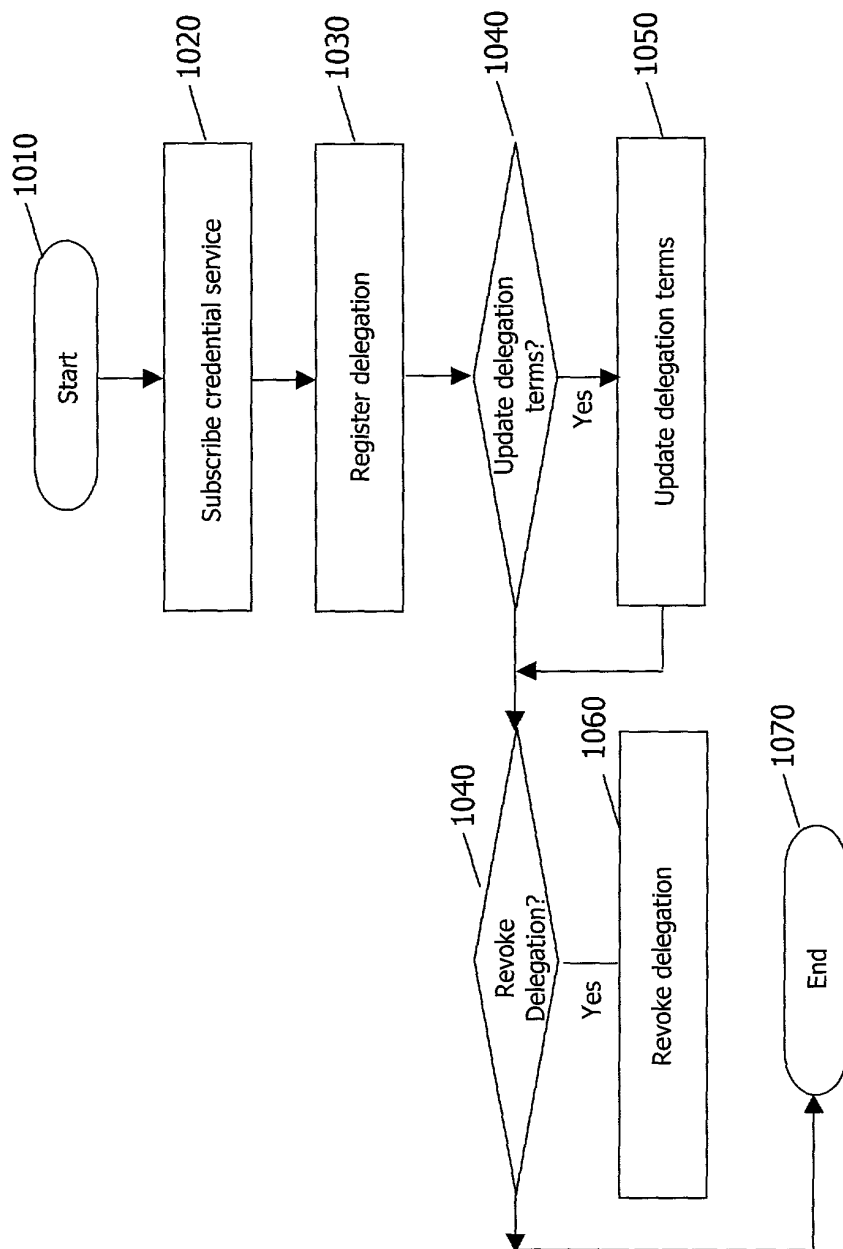 1010
Start
1020
Subscribe credential service
1030
Register delegation
1040
Update delegation
terms?
Yes
1050
Update delegation terms
1040
Revoke
Delegation?
Yes
1060
Revoke delegation
1070
End